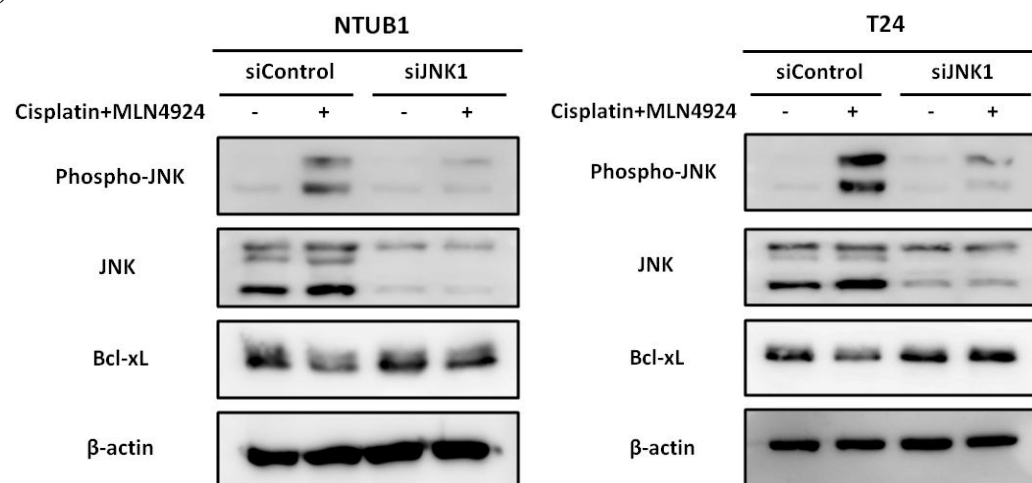 NTUB1
siControl siJNK1
Cisplatin+MLN4924 - + - +
Phospho-JNK
JNK
Bcl-xL
β-actin
T24
siControl siJNK1
Cisplatin+MLN4924 - + - +
Phospho-JNK
JNK
Bcl-xL
β-actin